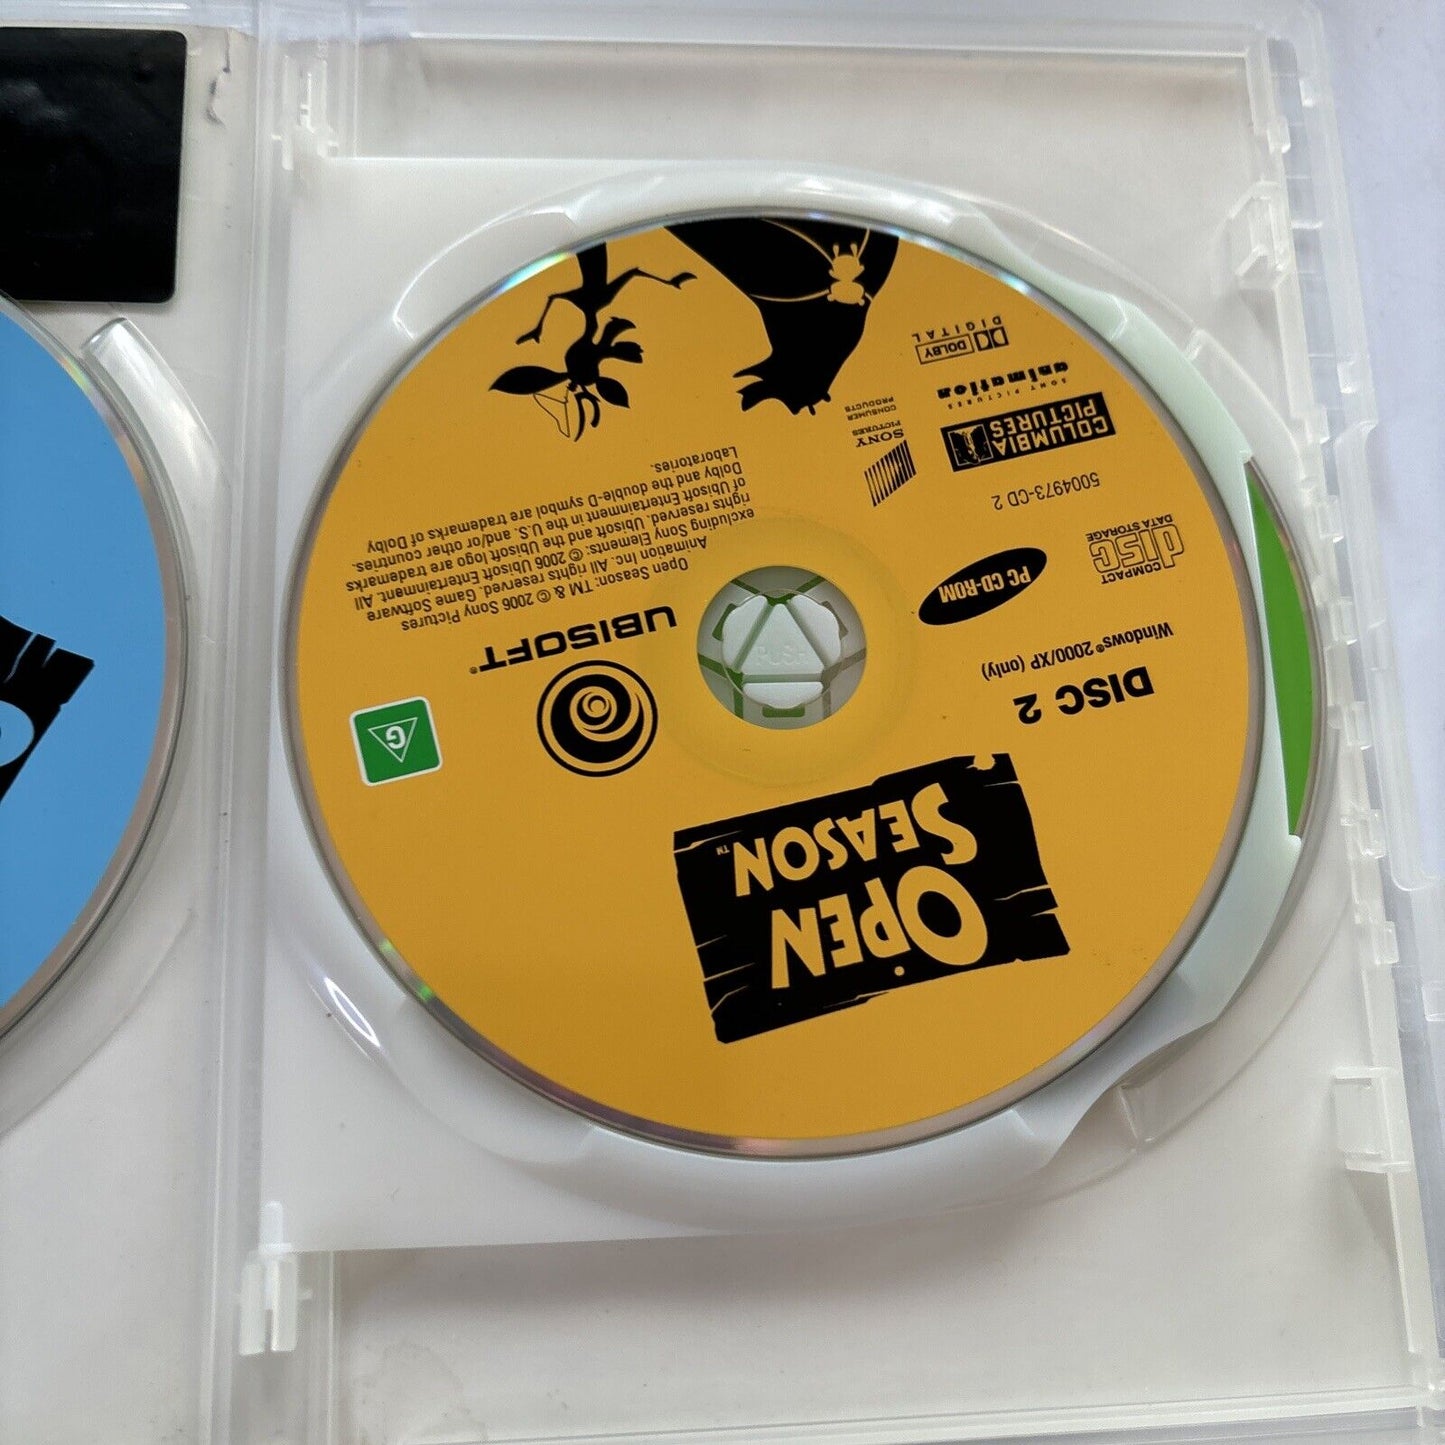 OPEN
SEASON™
DISC 2
Windows® 2000/XP (only)
PC CD-ROM
COMPACT
disc
DATA STORAGE
5004973-CD 2
COLUMBIA
PICTURES
SONY PICTURES
animation
SONY
PICTURES
CONSUMER
PRODUCTS
DOLBY
DIGITAL
PUSH
G
UBISOFT®
Open Season: TM & © 2006 Sony Pictures
Animation Inc. All rights reserved. Game Software
excluding Sony Elements: © 2006 Ubisoft Entertainment. All
rights reserved. Ubisoft and the Ubisoft logo are trademarks
of Ubisoft Entertainment in the U.S. and/or other countries.
Dolby and the double-D symbol are trademarks of Dolby
Laboratories.